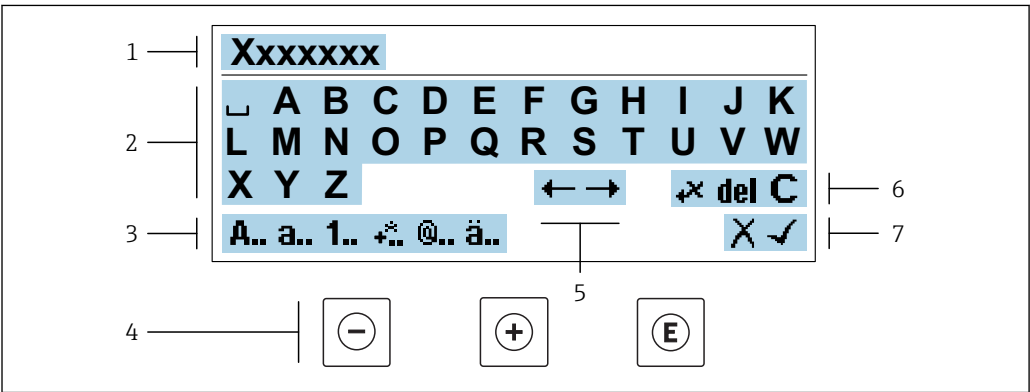 1 Xxxxxxx
␣ A B C D E F G H I J K
2 L M N O P Q R S T U V W
X Y Z ← → ₊× del C 6
3 A.. a.. 1.. +*.. @.. ä.. X ✓ 7
5
4 − + E